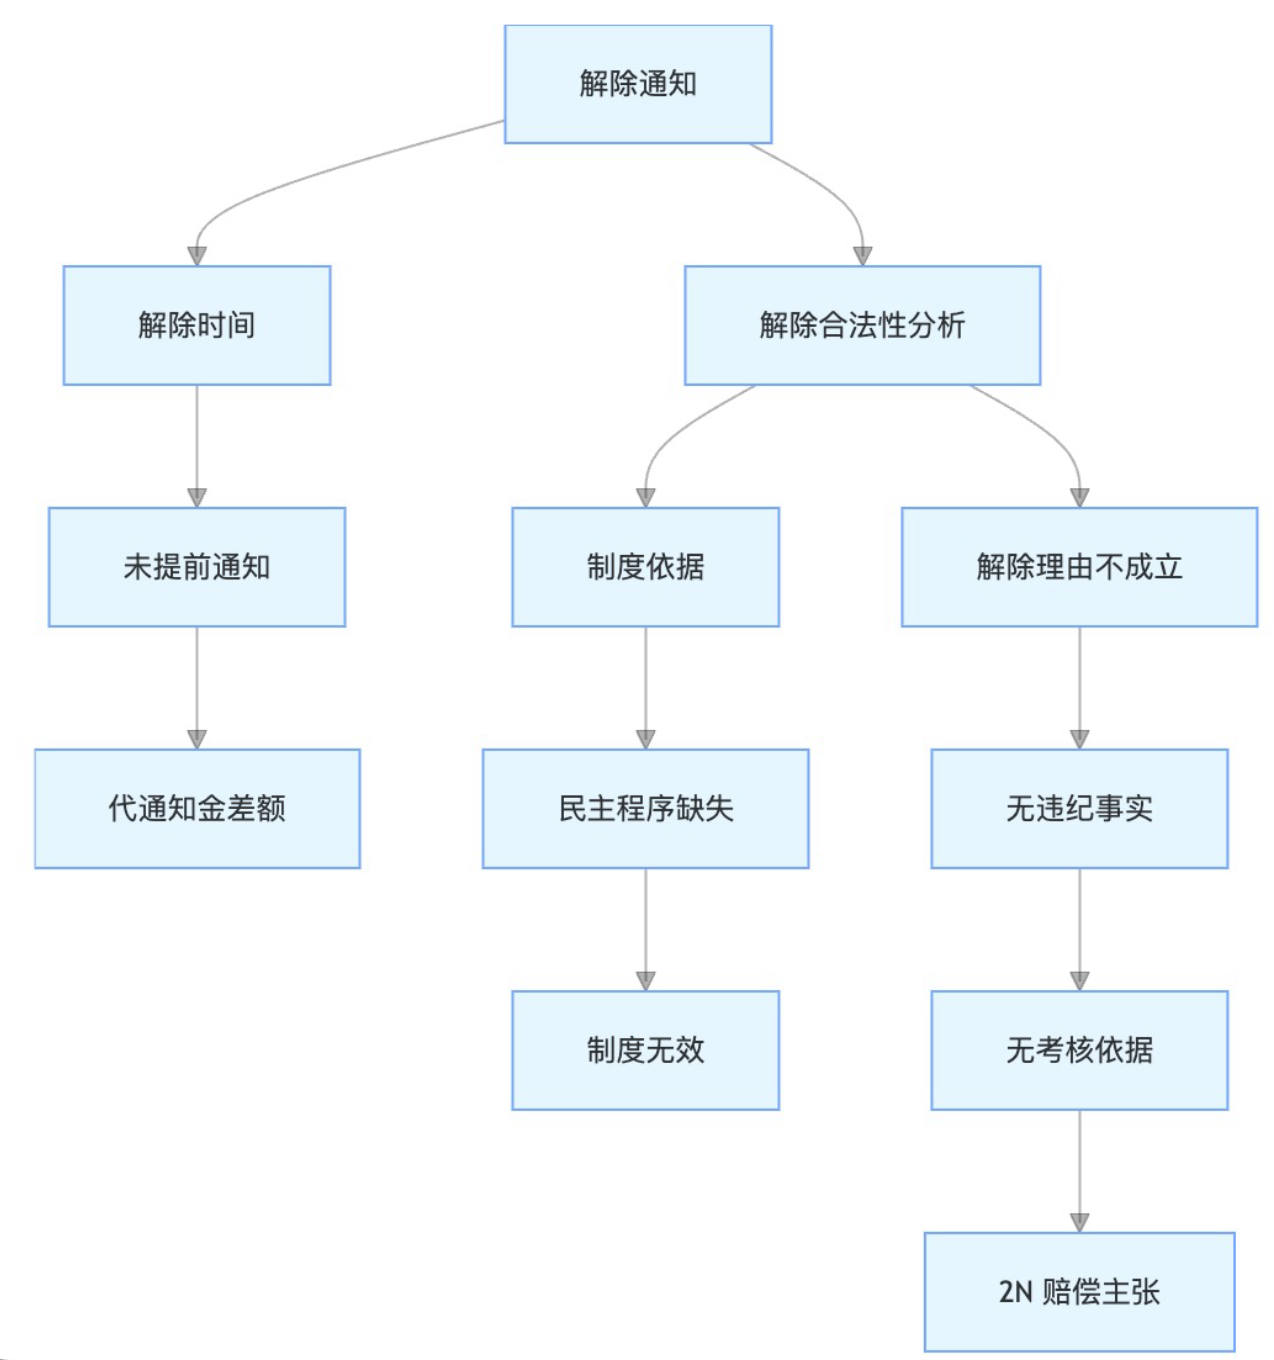 解除通知
解除时间
解除合法性分析
未提前通知
制度依据
解除理由不成立
代通知金差额
民主程序缺失
无违纪事实
制度无效
无考核依据
2N 赔偿主张